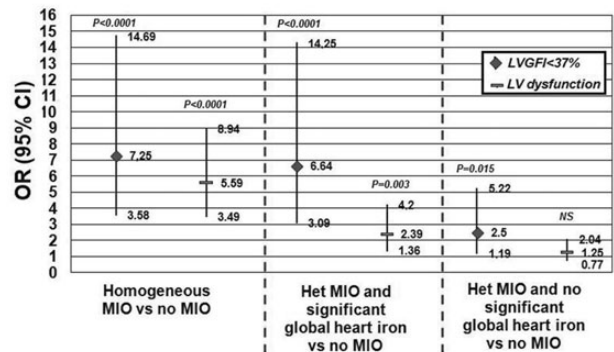 OR (95% CI)
16
15
14
13
12
11
10
9
8
7
6
5
4
3
2
1
0
P<0.0001
14.69
7,25
3.58
P<0.0001
8.94
5.59
3.49
P<0.0001
14,25
6.64
3.09
P=0.003
4,2
2.39
1.36
P=0.015
5.22
2.5
1.19
NS
2.04
1.25
0.77
LVGFI<37%
LV dysfunction
Homogeneous
MIO vs no MIO
Het MIO and
significant
global heart iron
vs no MIO
Het MIO and no
significant
global heart iron
vs no MIO